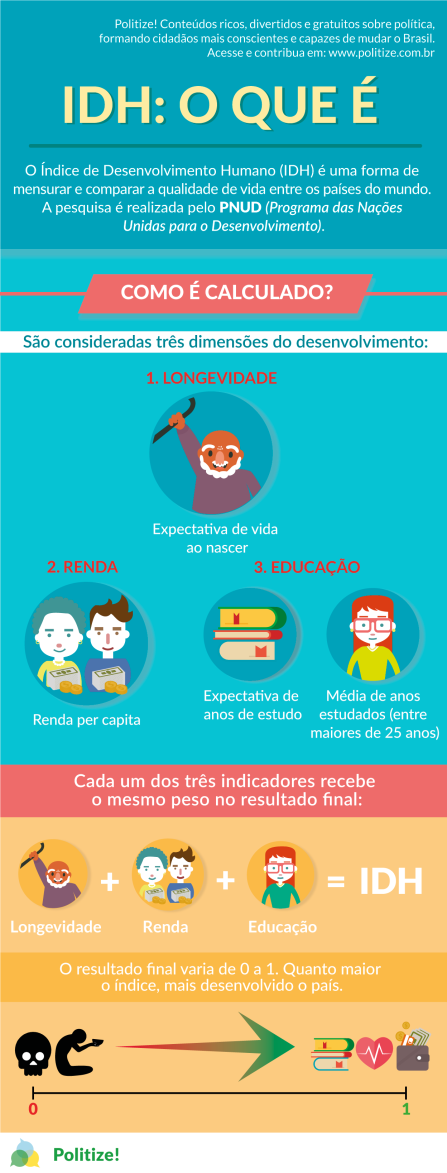 Politize! Conteúdos ricos, divertidos e gratuitos sobre política,
formando cidadãos mais conscientes e capazes de mudar o Brasil.
Acesse e contribua em: www.politize.com.br
IDH: O QUE É
O Índice de Desenvolvimento Humano (IDH) é uma forma de
mensurar e comparar a qualidade de vida entre os países do mundo.
A pesquisa é realizada pelo PNUD (Programa das Nações
Unidas para o Desenvolvimento).
COMO É CALCULADO?
São consideradas três dimensões do desenvolvimento:
1. LONGEVIDADE
Expectativa de vida
ao nascer
2. RENDA
Renda per capita
3. EDUCAÇÃO
Expectativa de
anos de estudo
Média de anos
estudados (entre
maiores de 25 anos)
Cada um dos três indicadores recebe
o mesmo peso no resultado final:
+ + = IDH
Longevidade Renda Educação
O resultado final varia de 0 a 1. Quanto maior
o índice, mais desenvolvido o país.
0 1
Politize!